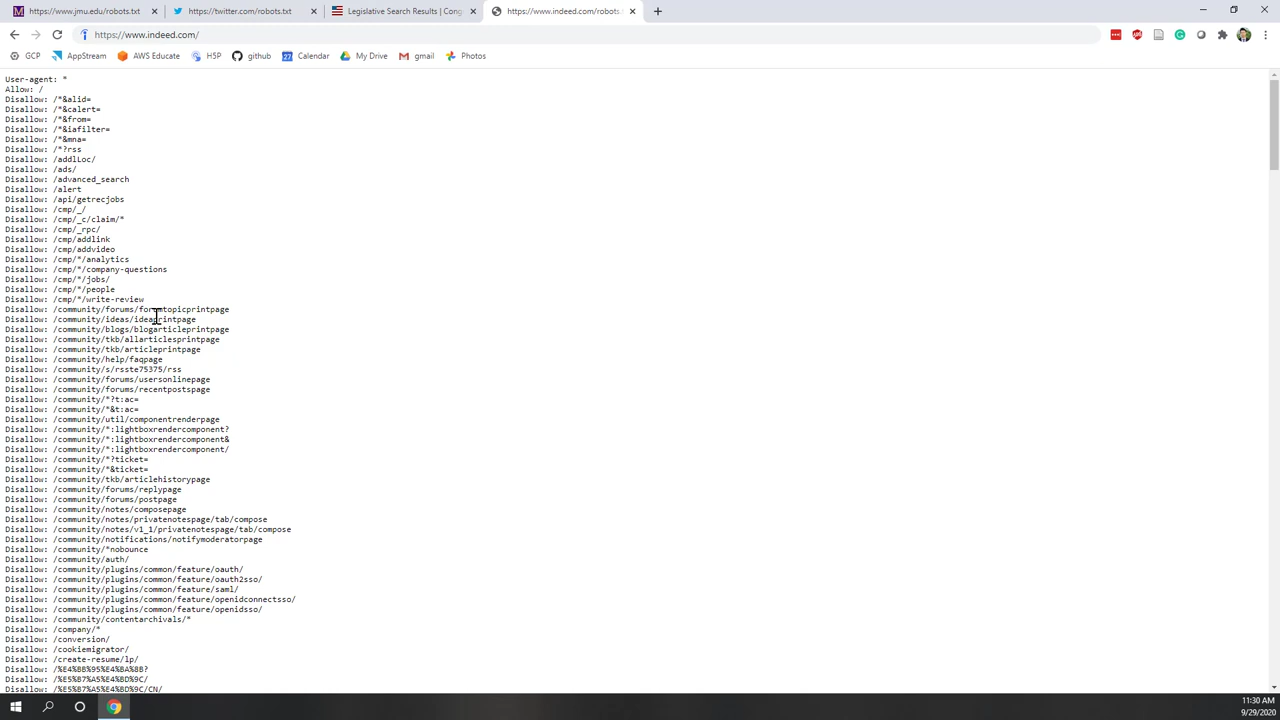 https://www.jmu.edu/robots.txt
https://twitter.com/robots.txt
Legislative Search Results | Cong
https://www.indeed.com/robots.
https://www.indeed.com/
GCP
AppStream
AWS Educate
H5P
github
Calendar
My Drive
gmail
Photos
User-agent: *
Allow: /
Disallow: /*&alid=
Disallow: /*&calert=
Disallow: /*&from=
Disallow: /*&iafilter=
Disallow: /*&mna=
Disallow: /*?rss
Disallow: /addlLoc/
Disallow: /ads/
Disallow: /advanced_search
Disallow: /alert
Disallow: /api/getrecjobs
Disallow: /cmp/_/
Disallow: /cmp/_c/claim/*
Disallow: /cmp/_rpc/
Disallow: /cmp/addlink
Disallow: /cmp/addvideo
Disallow: /cmp/*/analytics
Disallow: /cmp/*/company-questions
Disallow: /cmp/*/jobs/
Disallow: /cmp/*/people
Disallow: /cmp/*/write-review
Disallow: /community/forums/forumtopicprintpage
Disallow: /community/ideas/ideaprintpage
Disallow: /community/blogs/blogarticleprintpage
Disallow: /community/tkb/allarticlesprintpage
Disallow: /community/tkb/articleprintpage
Disallow: /community/help/faqpage
Disallow: /community/s/rsste75375/rss
Disallow: /community/forums/usersonlinepage
Disallow: /community/forums/recentpostspage
Disallow: /community/*?t:ac=
Disallow: /community/*&t:ac=
Disallow: /community/util/componentrenderpage
Disallow: /community/*:lightboxrendercomponent?
Disallow: /community/*:lightboxrendercomponent&
Disallow: /community/*:lightboxrendercomponent/
Disallow: /community/*?ticket=
Disallow: /community/*&ticket=
Disallow: /community/tkb/articlehistorypage
Disallow: /community/forums/replypage
Disallow: /community/forums/postpage
Disallow: /community/notes/composepage
Disallow: /community/notes/privatenotespage/tab/compose
Disallow: /community/notes/v1_1/privatenotespage/tab/compose
Disallow: /community/notifications/notifymoderatorpage
Disallow: /community/*nobounce
Disallow: /community/auth/
Disallow: /community/plugins/common/feature/oauth/
Disallow: /community/plugins/common/feature/oauth2sso/
Disallow: /community/plugins/common/feature/saml/
Disallow: /community/plugins/common/feature/openidconnectsso/
Disallow: /community/plugins/common/feature/openidsso/
Disallow: /community/contentarchivals/*
Disallow: /company/*
Disallow: /conversion/
Disallow: /cookiemigrator/
Disallow: /create-resume/lp/
Disallow: /%E4%BB%95%E4%BA%8B?
Disallow: /%E5%B7%A5%E4%BD%9C/
Disallow: /%E5%B7%A5%E4%BD%9C/CN/
11:30 AM
9/29/2020